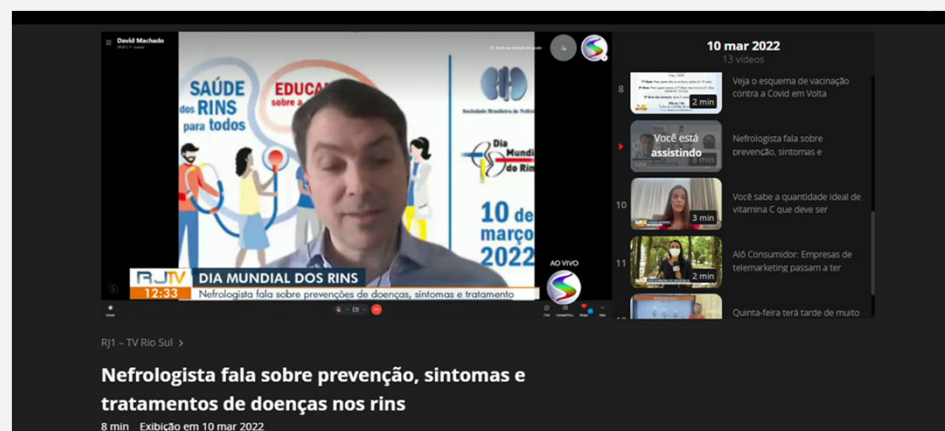 David Machado
SAÚDE
dos RINS
para todos
EDUCA
sobre a
Sociedade Brasileira de
Dia
Mundi
do Rim
10 de
março
2022
AO VIVO
RJTV
12:33
DIA MUNDIAL DOS RINS
Nefrologista fala sobre prevenções de doenças, sintomas e tratamento
10 mar 2022
13 vídeos
8
2 min
Veja o esquema de vacinação
contra a Covid em Volta
Você está
assistindo
8 min
Nefrologista fala sobre
prevenção, sintomas e
10
3 min
Você sabe a quantidade ideal de
vitamina C que deve ser
11
2 min
Alô Consumidor: Empresas de
telemarketing passam a ter
Quinta-feira terá tarde de muito
RJ1 – TV Rio Sul >
Nefrologista fala sobre prevenção, sintomas e
tratamentos de doenças nos rins
8 min Exibição em 10 mar 2022